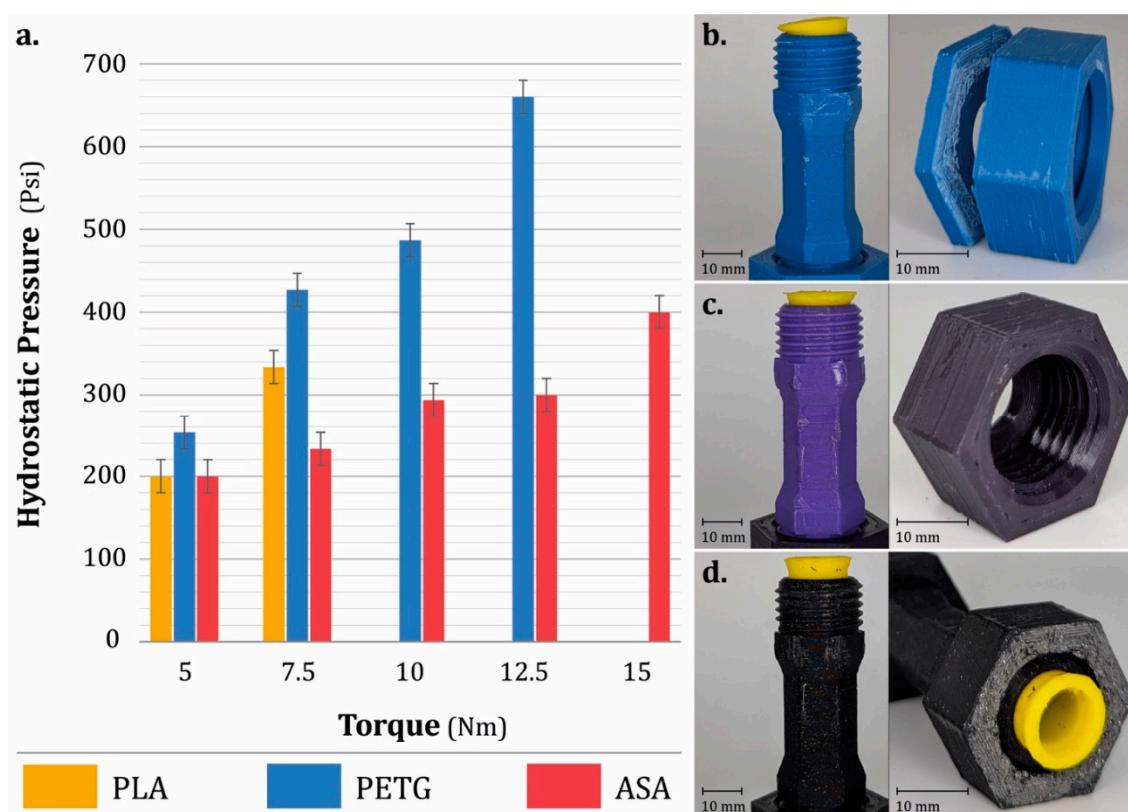 a.
Hydrostatic Pressure (Psi)
700
600
500
400
300
200
100
0
5 7.5 10 12.5 15
Torque (Nm)
PLA PETG ASA
b.
10 mm 10 mm
c.
10 mm 10 mm
d.
10 mm 10 mm